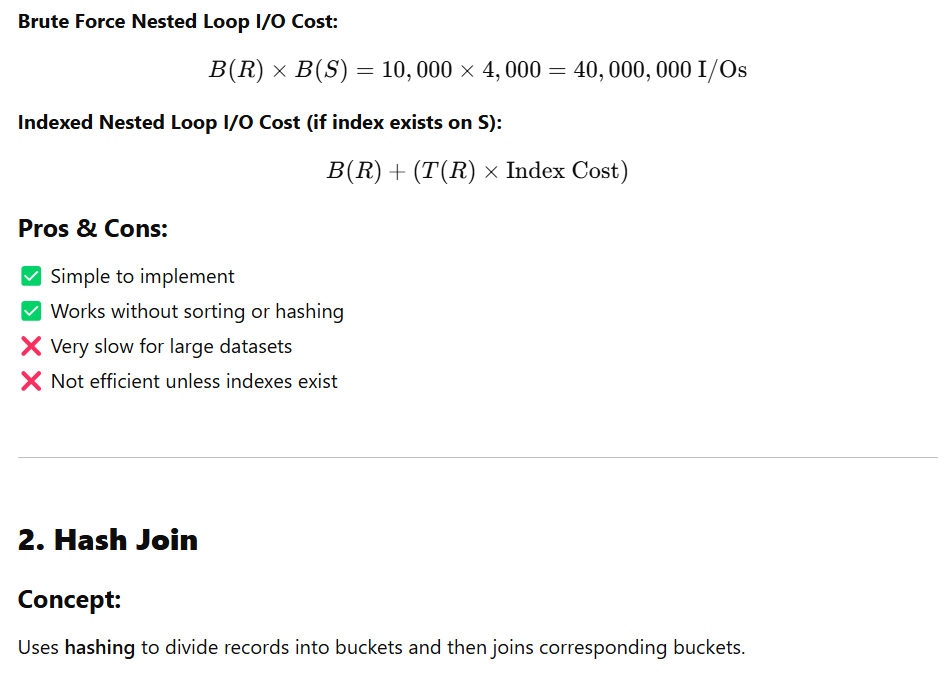 Brute Force Nested Loop I/O Cost:
B(R) × B(S) = 10,000 × 4,000 = 40,000,000 I/Os
Indexed Nested Loop I/O Cost (if index exists on S):
B(R) + (T(R) × Index Cost)
Pros & Cons:
✅ Simple to implement
✅ Works without sorting or hashing
❌ Very slow for large datasets
❌ Not efficient unless indexes exist
2. Hash Join
Concept:
Uses hashing to divide records into buckets and then joins corresponding buckets.